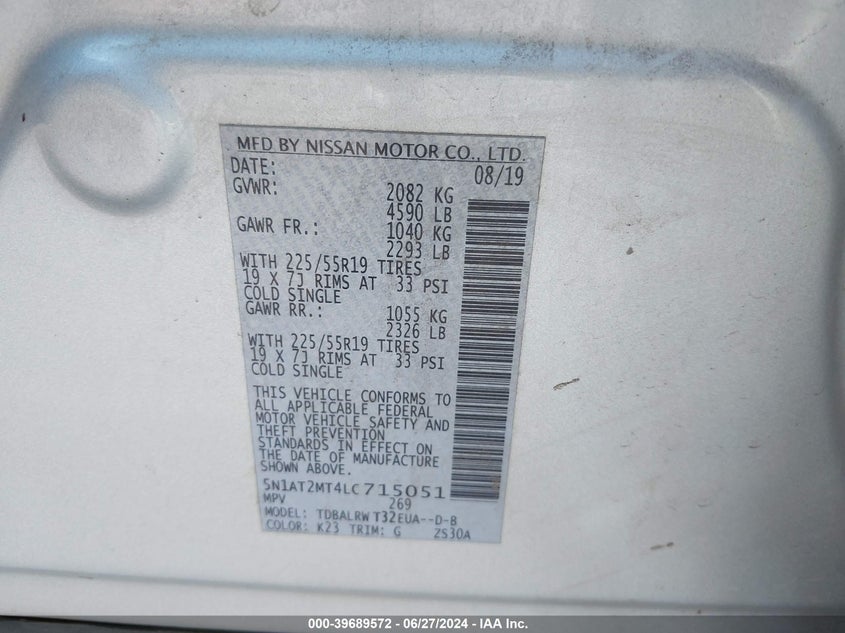 MFD BY NISSAN MOTOR CO., LTD.
DATE: 08/19
GVWR: 2082 KG
4590 LB
GAWR FR.: 1040 KG
2293 LB
WITH 225/55R19 TIRES
19 X 7J RIMS AT 33 PSI
COLD SINGLE
GAWR RR.: 1055 KG
2326 LB
WITH 225/55R19 TIRES
19 X 7J RIMS AT 33 PSI
COLD SINGLE
THIS VEHICLE CONFORMS TO
ALL APPLICABLE FEDERAL
MOTOR VEHICLE SAFETY AND
THEFT PREVENTION
STANDARDS IN EFFECT ON
THE DATE OF MANUFACTURE
SHOWN ABOVE.
5N1AT2MT4LC715051
MPV 269
MODEL: TDBALRW T32EUA--D-B
COLOR: K23 TRIM: G 2S30A
000-39689572 - 06/27/2024 - IAA Inc.